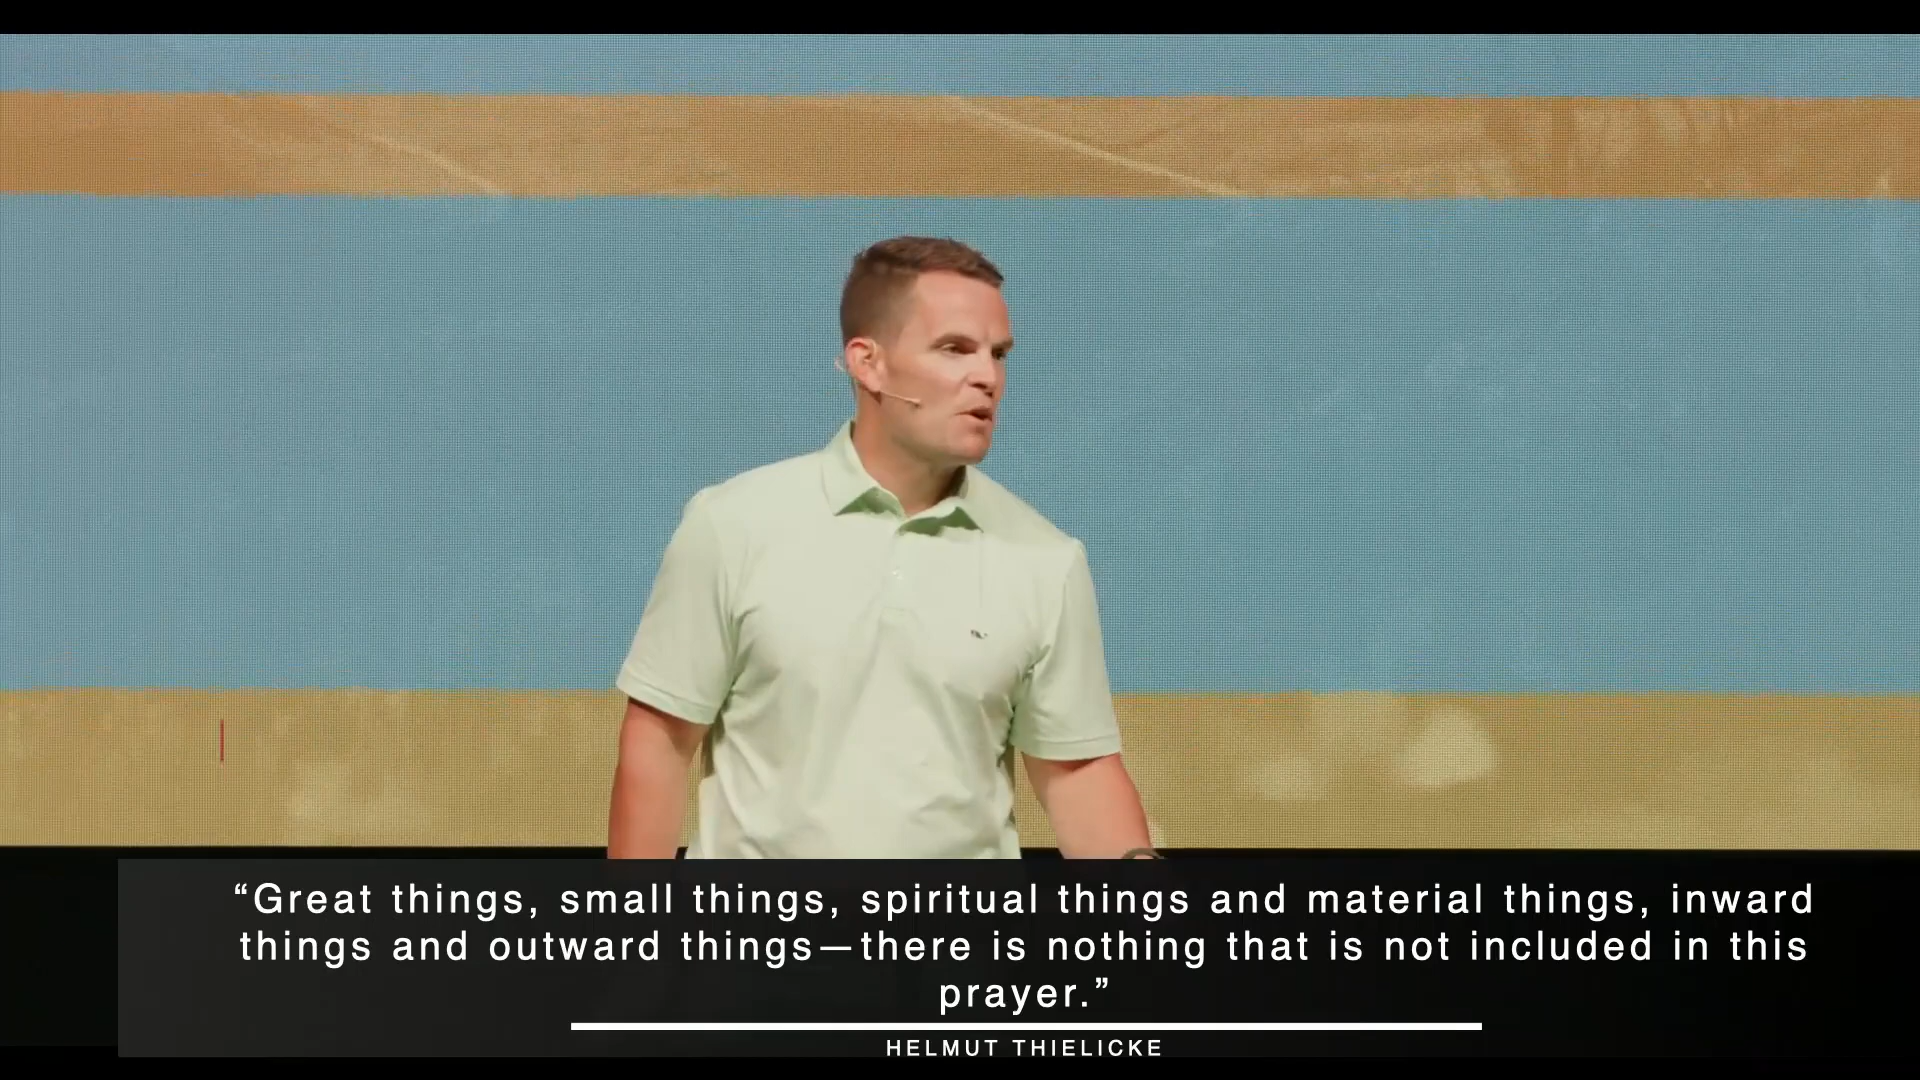 “Great things, small things, spiritual things and material things, inward
things and outward things—there is nothing that is not included in this
prayer.”
HELMUT THIELICKE